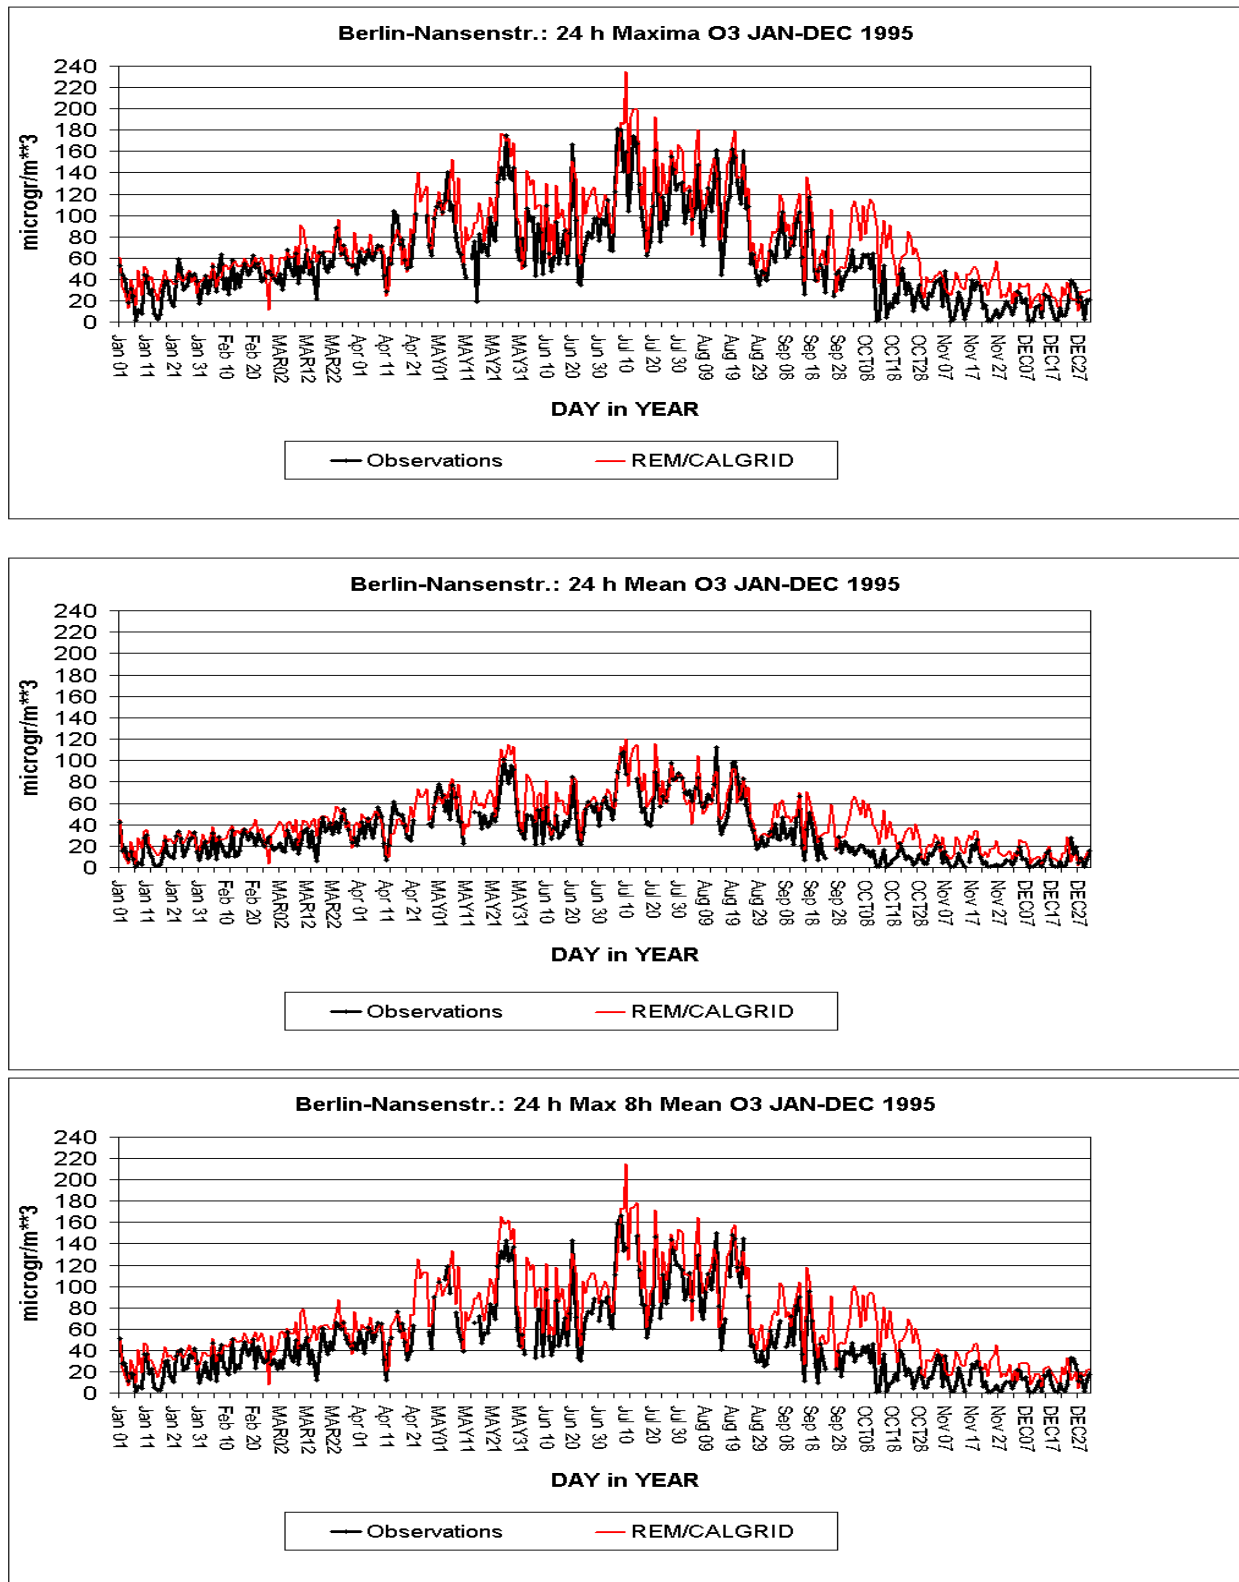 Berlin-Nansenstr.: 24 h Maxima O3 JAN-DEC 1995
microgr/m**3
240
220
200
180
160
140
120
100
80
60
40
20
0
Jan 01
Jan 11
Jan 21
Jan 31
Feb 10
Feb 20
MAR02
MAR12
MAR22
Apr 01
Apr 11
Apr 21
MAY01
MAY11
MAY21
MAY31
Jun 10
Jun 20
Jun 30
Jul 10
Jul 20
Jul 30
Aug 09
Aug 19
Aug 29
Sep 08
Sep 18
Sep 28
OCT08
OCT18
OCT28
Nov 07
Nov 17
Nov 27
DEC07
DEC17
DEC27
DAY in YEAR
Observations
REM/CALGRID
Berlin-Nansenstr.: 24 h Mean O3 JAN-DEC 1995
microgr/m**3
240
220
200
180
160
140
120
100
80
60
40
20
0
Jan 01
Jan 11
Jan 21
Jan 31
Feb 10
Feb 20
MAR02
MAR12
MAR22
Apr 01
Apr 11
Apr 21
MAY01
MAY11
MAY21
MAY31
Jun 10
Jun 20
Jun 30
Jul 10
Jul 20
Jul 30
Aug 09
Aug 19
Aug 29
Sep 08
Sep 18
Sep 28
OCT08
OCT18
OCT28
Nov 07
Nov 17
Nov 27
DEC07
DEC17
DEC27
DAY in YEAR
Observations
REM/CALGRID
Berlin-Nansenstr.: 24 h Max 8h Mean O3 JAN-DEC 1995
microgr/m**3
240
220
200
180
160
140
120
100
80
60
40
20
0
Jan 01
Jan 11
Jan 21
Jan 31
Feb 10
Feb 20
MAR02
MAR12
MAR22
Apr 01
Apr 11
Apr 21
MAY01
MAY11
MAY21
MAY31
Jun 10
Jun 20
Jun 30
Jul 10
Jul 20
Jul 30
Aug 09
Aug 19
Aug 29
Sep 08
Sep 18
Sep 28
OCT08
OCT18
OCT28
Nov 07
Nov 17
Nov 27
DEC07
DEC17
DEC27
DAY in YEAR
Observations
REM/CALGRID